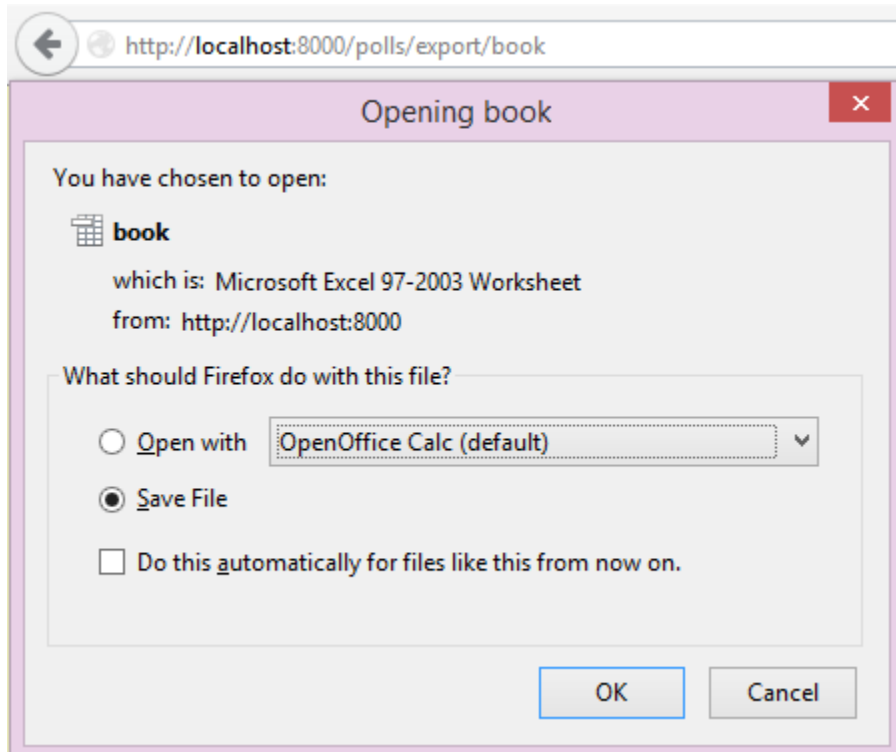 http://localhost:8000/polls/export/book
Opening book
You have chosen to open:
book
which is: Microsoft Excel 97-2003 Worksheet
from: http://localhost:8000
What should Firefox do with this file?
Open with OpenOffice Calc (default)
Save File
Do this automatically for files like this from now on.
OK Cancel